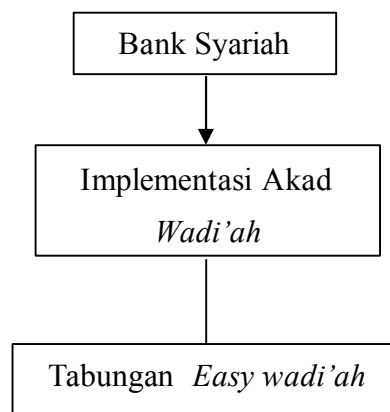 Bank Syariah
Implementasi Akad
Wadi’ah
Tabungan Easy wadi’ah